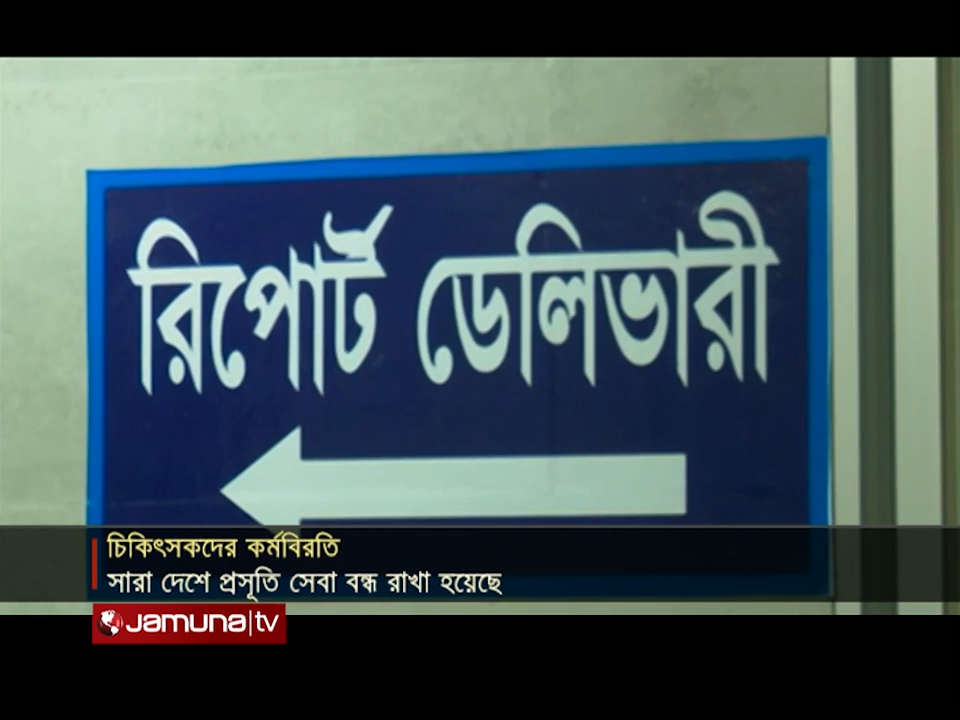 রিপোর্ট ডেলিভারী
চিকিৎসকদের কর্মবিরতি
সারা দেশে প্রসূতি সেবা বন্ধ রাখা হয়েছে
Jamuna|tv